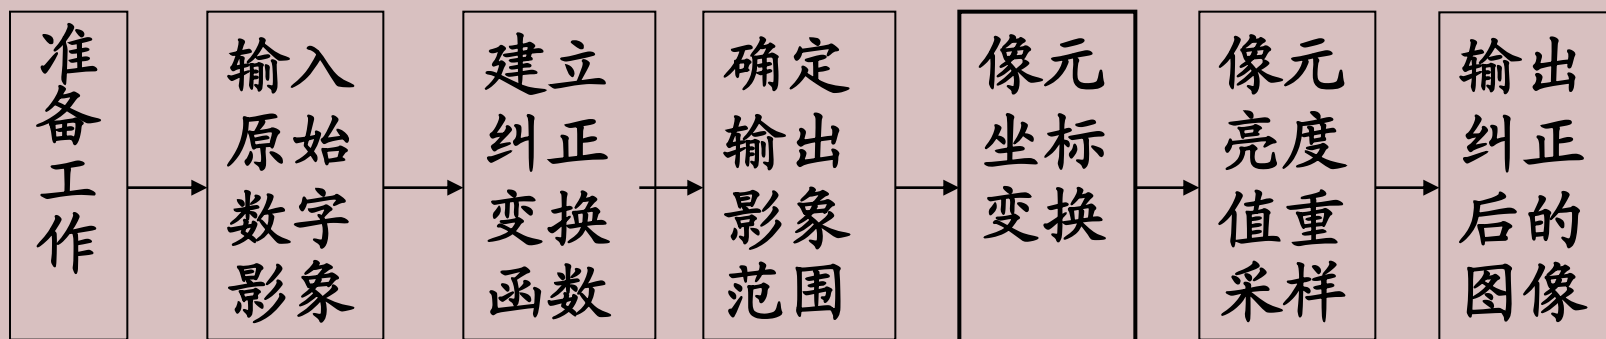 准
备
工
作
输入
原始
数字
影象
建立
纠正
变换
函数
确定
输出
影象
范围
像元
坐标
变换
像元
亮度
值重
采样
输出
纠正
后的
图像